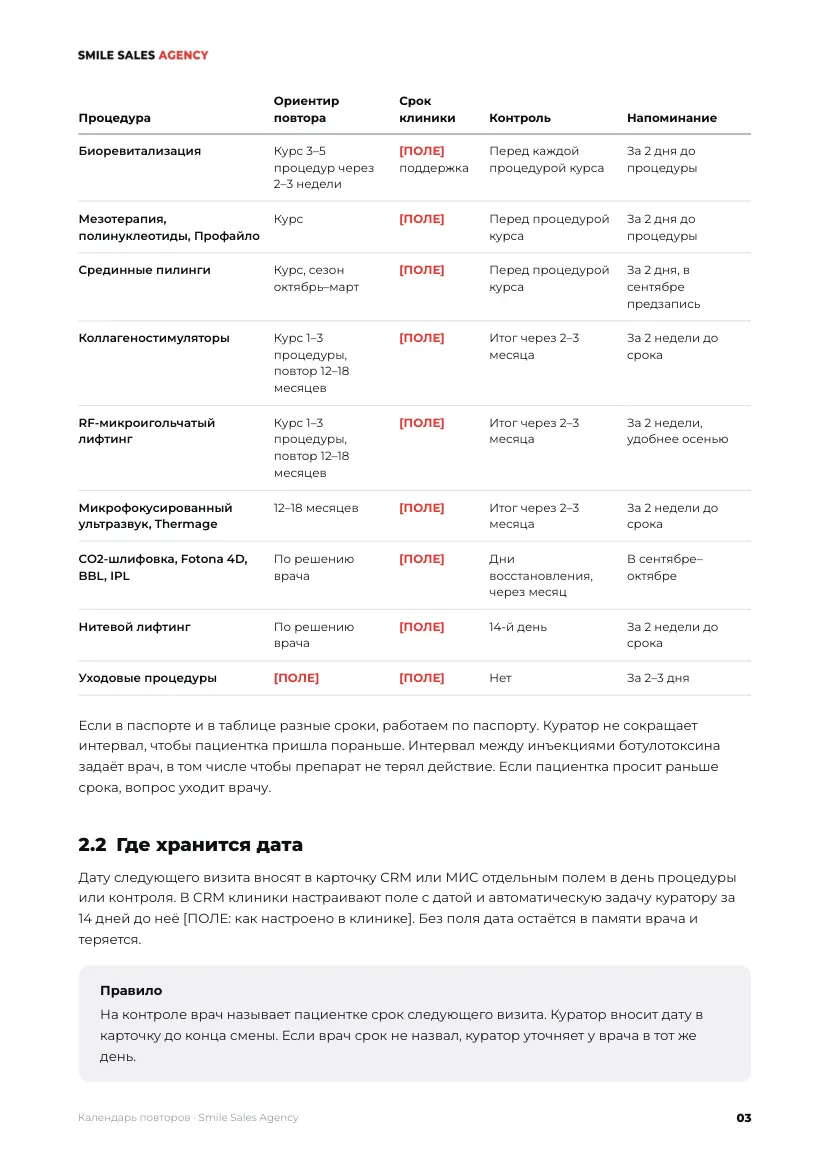 SMILE SALES AGENCY
Процедура
Ориентир
повтора
Срок
клиники
Контроль
Напоминание
Биоревитализация
Курс 3–5
процедур через
2–3 недели
[ПОЛЕ]
поддержка
Перед каждой
процедурой курса
За 2 дня до
процедуры
Мезотерапия,
полинуклеотиды, Профайло
Курс
[ПОЛЕ]
Перед процедурой
курса
За 2 дня до
процедуры
Срединные пилинги
Курс, сезон
октябрь–март
[ПОЛЕ]
Перед процедурой
курса
За 2 дня, в
сентябре
предзапись
Коллагеностимуляторы
Курс 1–3
процедуры,
повтор 12–18
месяцев
[ПОЛЕ]
Итог через 2–3
месяца
За 2 недели до
срока
RF-микроигольчатый
лифтинг
Курс 1–3
процедуры,
повтор 12–18
месяцев
[ПОЛЕ]
Итог через 2–3
месяца
За 2 недели,
удобнее осенью
Микрофокусированный
ультразвук, Thermage
12–18 месяцев
[ПОЛЕ]
Итог через 2–3
месяца
За 2 недели до
срока
CO2-шлифовка, Fotona 4D,
BBL, IPL
По решению
врача
[ПОЛЕ]
Дни
восстановления,
через месяц
В сентябре–
октябре
Нитевой лифтинг
По решению
врача
[ПОЛЕ]
14-й день
За 2 недели до
срока
Уходовые процедуры
[ПОЛЕ]
[ПОЛЕ]
Нет
За 2–3 дня
Если в паспорте и в таблице разные сроки, работаем по паспорту. Куратор не сокращает
интервал, чтобы пациентка пришла пораньше. Интервал между инъекциями ботулотоксина
задаёт врач, в том числе чтобы препарат не терял действие. Если пациентка просит раньше
срока, вопрос уходит врачу.
2.2 Где хранится дата
Дату следующего визита вносят в карточку CRM или МИС отдельным полем в день процедуры
или контроля. В CRM клиники настраивают поле с датой и автоматическую задачу куратору за
14 дней до неё [ПОЛЕ: как настроено в клинике]. Без поля дата остаётся в памяти врача и
теряется.
Правило
На контроле врач называет пациентке срок следующего визита. Куратор вносит дату в
карточку до конца смены. Если врач срок не назвал, куратор уточняет у врача в тот же
день.
Календарь повторов · Smile Sales Agency
03